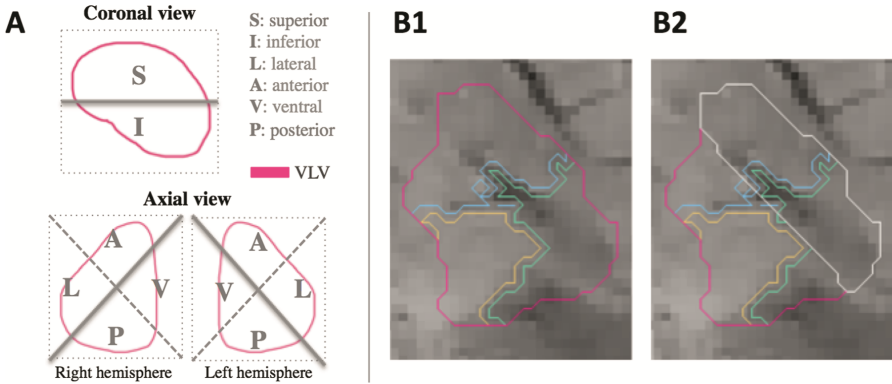 A
Coronal view
S
I
S: superior
I: inferior
L: lateral
A: anterior
V: ventral
P: posterior
VLV
Axial view
A
L
V
P
A
V
L
P
Right hemisphere
Left hemisphere
B1
B2